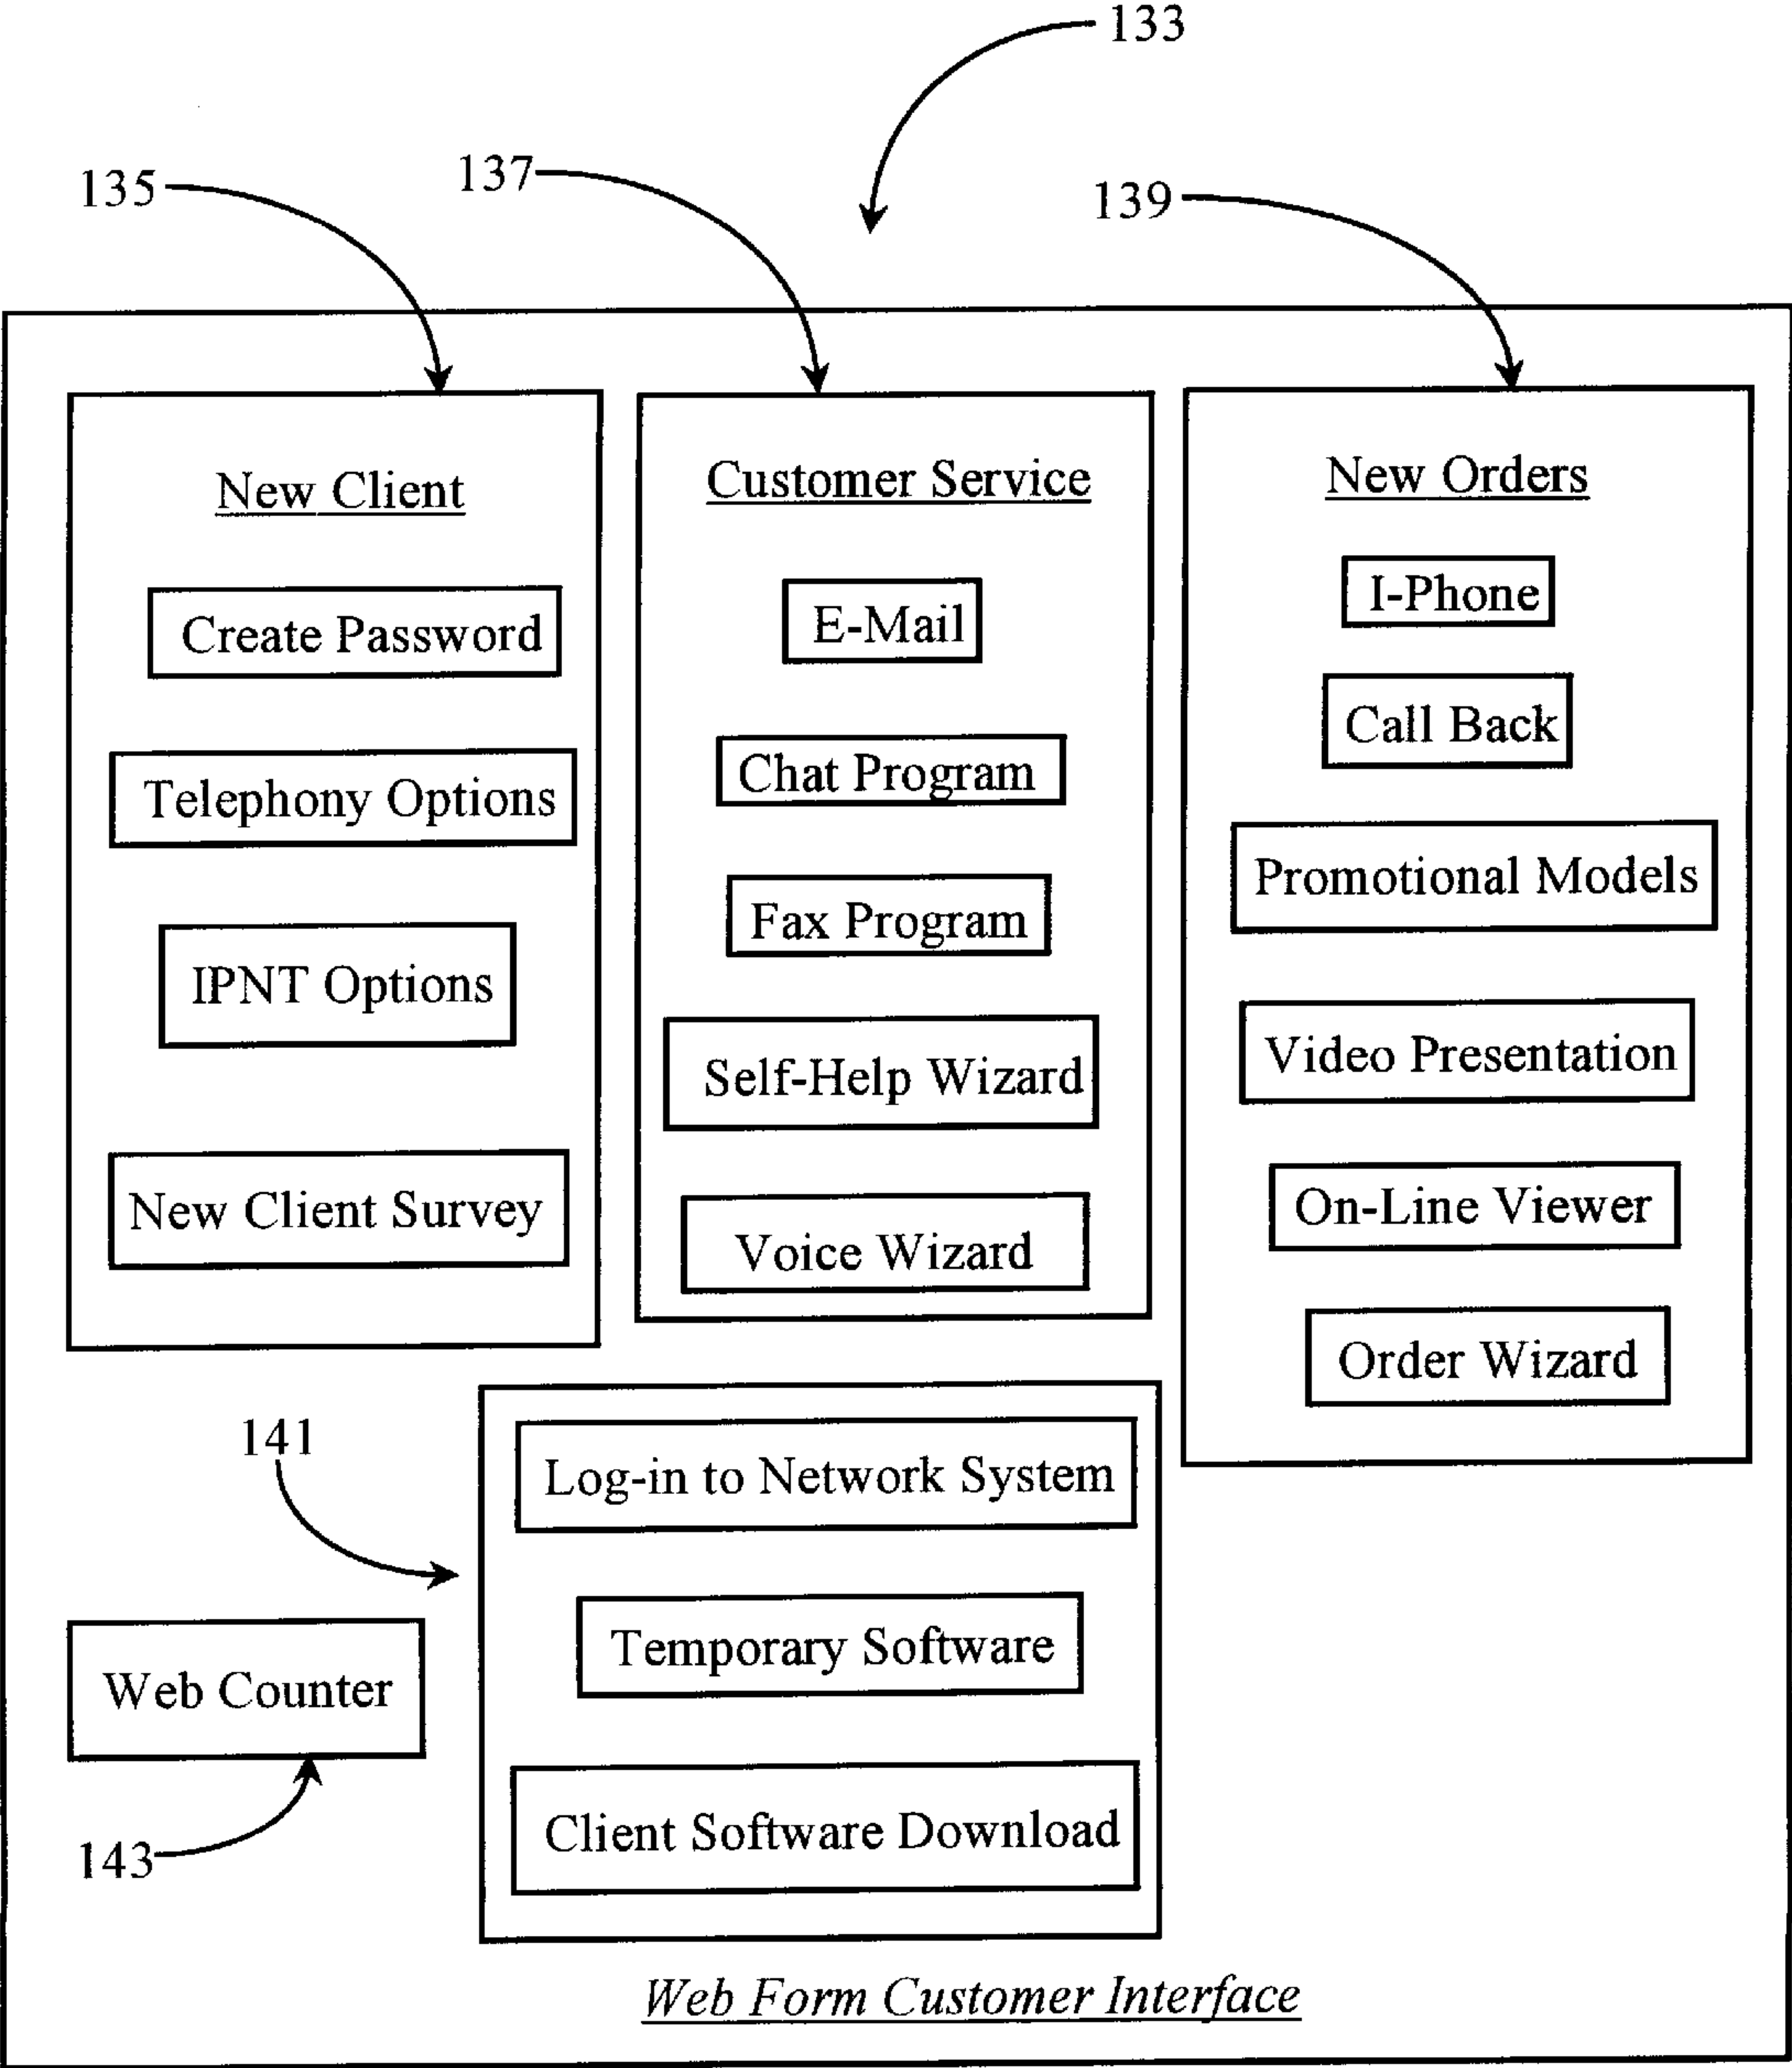 133
135
137
139
New Client
Create Password
Telephony Options
IPNT Options
New Client Survey
Customer Service
E-Mail
Chat Program
Fax Program
Self-Help Wizard
Voice Wizard
New Orders
I-Phone
Call Back
Promotional Models
Video Presentation
On-Line Viewer
Order Wizard
141
Log-in to Network System
Temporary Software
Client Software Download
Web Counter
143
Web Form Customer Interface